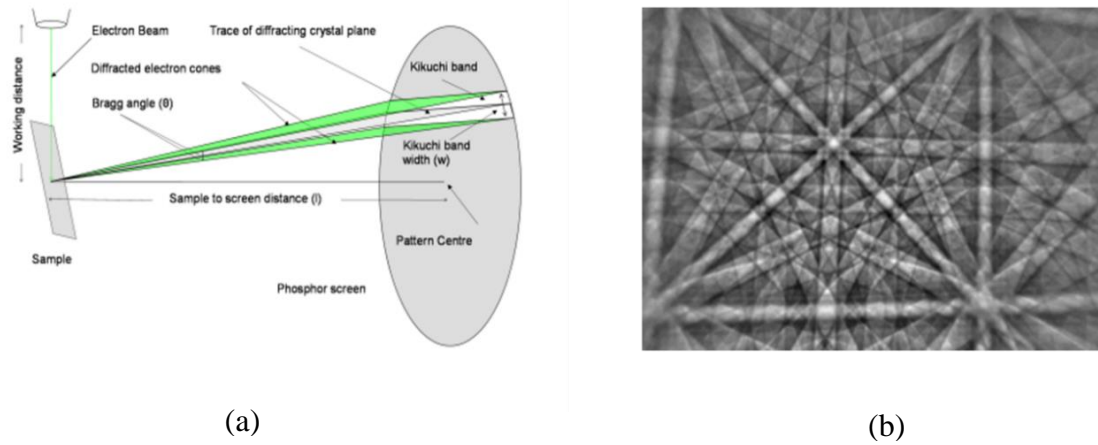 Working distance
Electron Beam
Trace of diffracting crystal plane
Diffracted electron cones
Kikuchi band
Bragg angle (θ)
Kikuchi band
width (w)
Sample to screen distance (l)
Pattern Centre
Sample
Phosphor screen
(a)
(b)